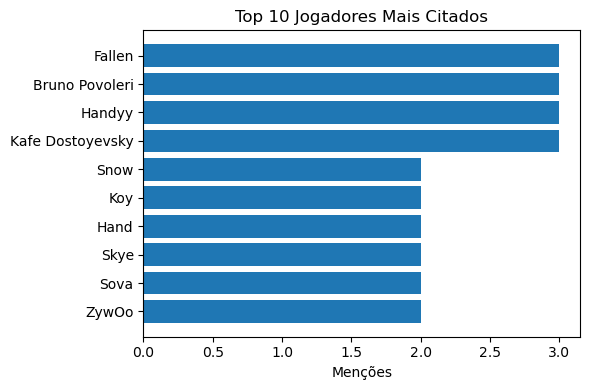 Top 10 Jogadores Mais Citados
Fallen
Bruno Povoleri
Handyy
Kafe Dostoyevsky
Snow
Koy
Hand
Skye
Sova
ZywOo
0.0 0.5 1.0 1.5 2.0 2.5 3.0
Menções